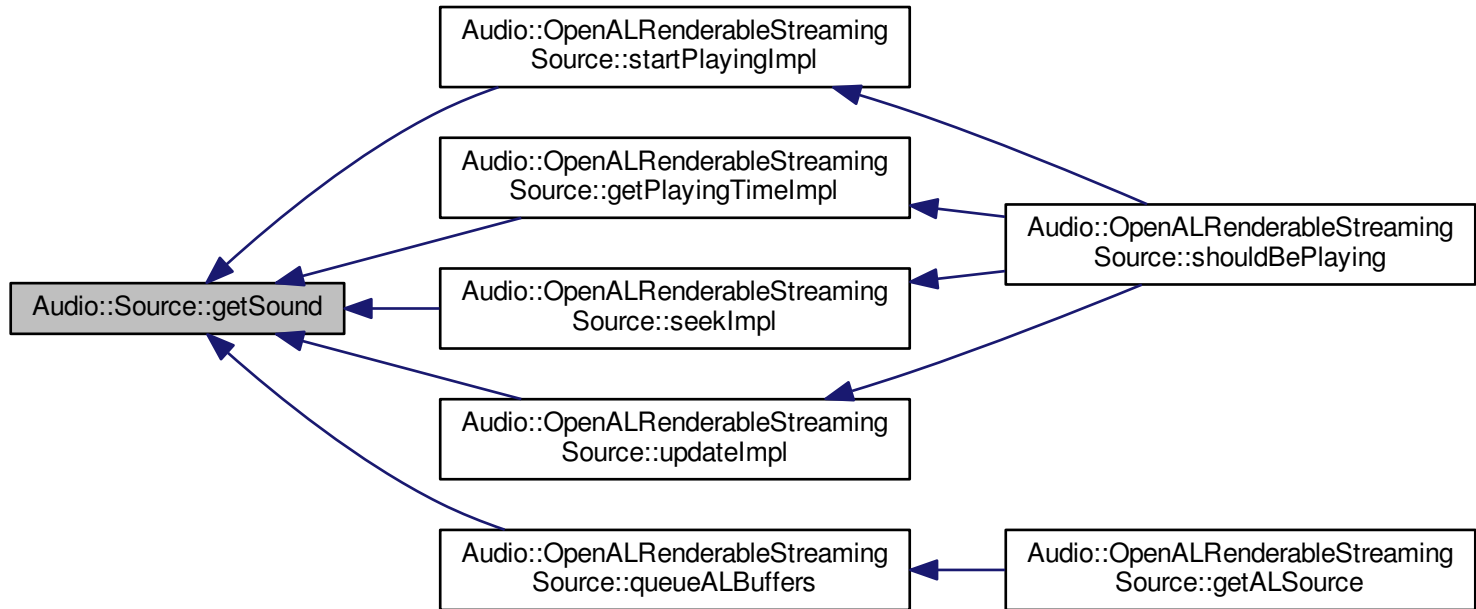 Audio::OpenALRenderableStreaming
Source::startPlayingImpl
Audio::OpenALRenderableStreaming
Source::getPlayingTimeImpl
Audio::OpenALRenderableStreaming
Source::shouldBePlaying
Audio::Source::getSound
Audio::OpenALRenderableStreaming
Source::seekImpl
Audio::OpenALRenderableStreaming
Source::updateImpl
Audio::OpenALRenderableStreaming
Source::queueALBuffers
Audio::OpenALRenderableStreaming
Source::getALSource